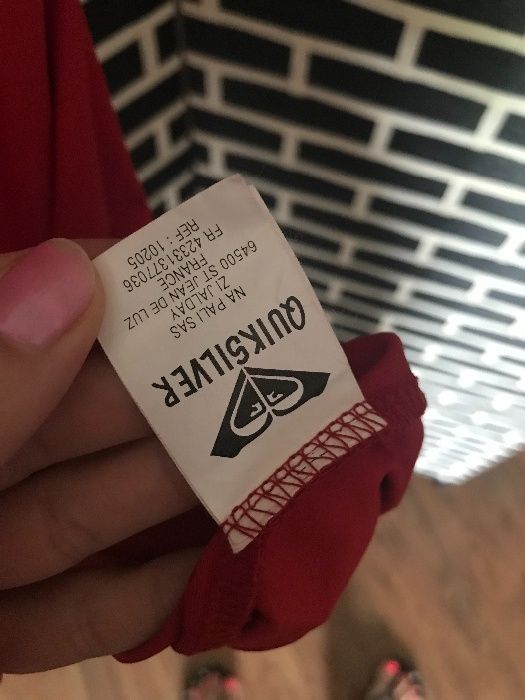 QUIKSILVER
NA PALI SAS
ZI JALDAY
64500 ST JEAN DE LUZ
FRANCE
FR 42331377036
REF : 10205